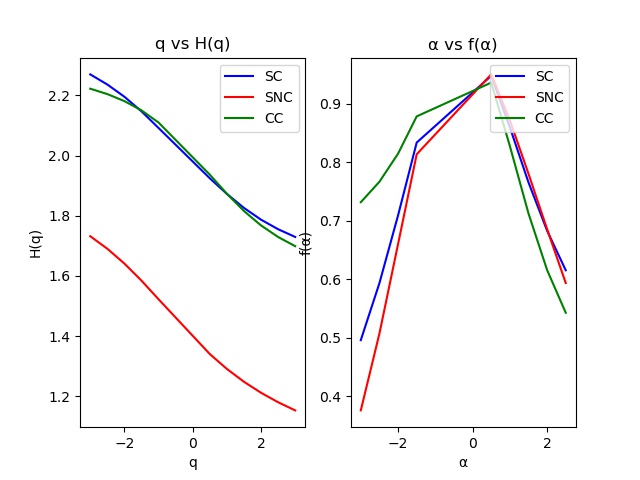 q vs H(q)
H(q)
2.2
2.0
1.8
1.6
1.4
1.2
−2
0
2
q
SC
SNC
CC
α vs f(α)
f(α)
0.9
0.8
0.7
0.6
0.5
0.4
−2
0
2
α
SC
SNC
CC